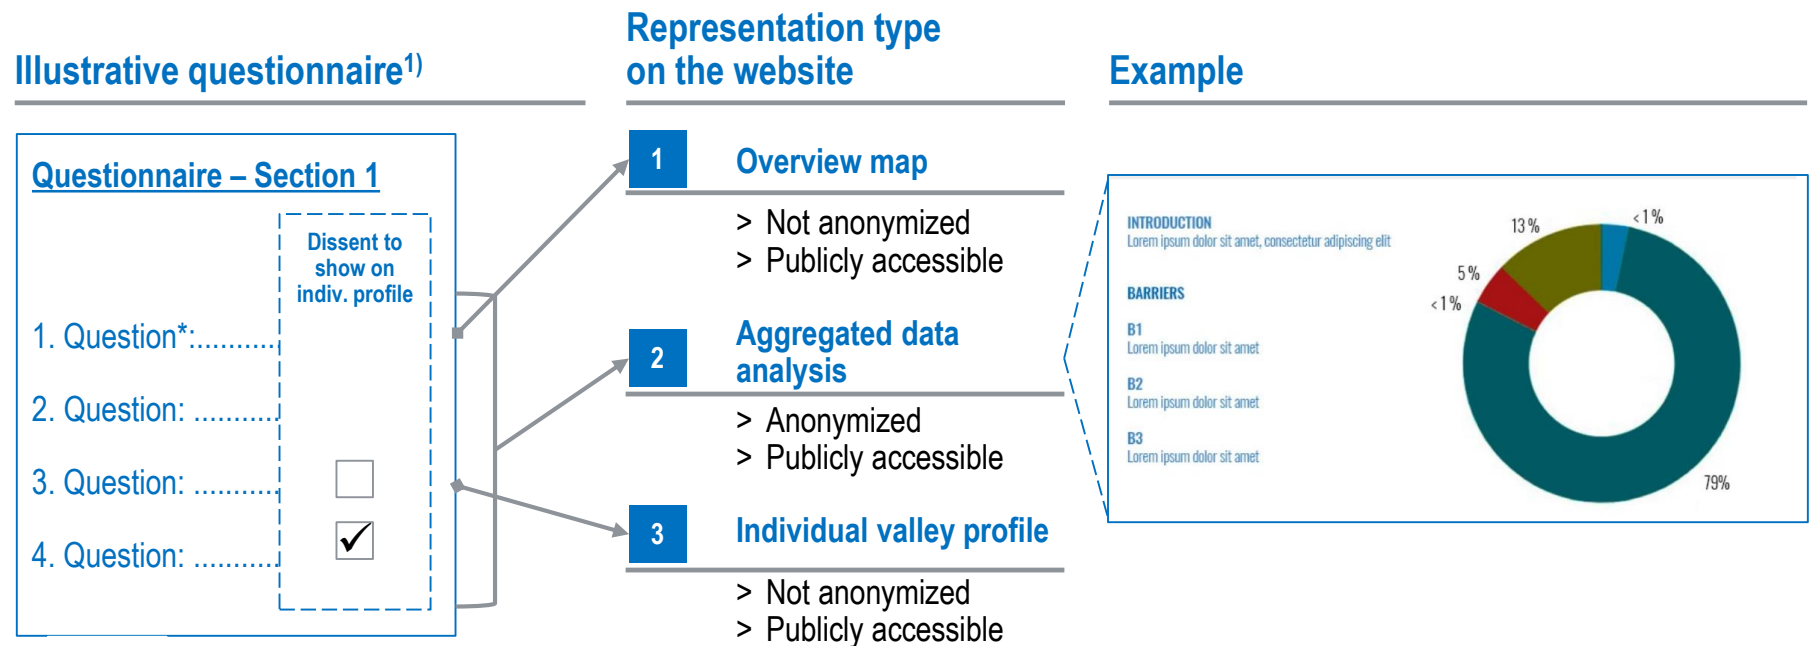 Illustrative questionnaire1)
Representation type
on the website
Example
Questionnaire – Section 1
Dissent to
show on
indiv. profile
1. Question*:...........
2. Question: ...........
3. Question: ...........
4. Question: ...........
1
Overview map
> Not anonymized
> Publicly accessible
2
Aggregated data
analysis
> Anonymized
> Publicly accessible
3
Individual valley profile
> Not anonymized
> Publicly accessible
INTRODUCTION
Lorem ipsum dolor sit amet, consectetur adipiscing elit
BARRIERS
B1
Lorem ipsum dolor sit amet
B2
Lorem ipsum dolor sit amet
B3
Lorem ipsum dolor sit amet
13 %
<1 %
5 %
<1 %
79%